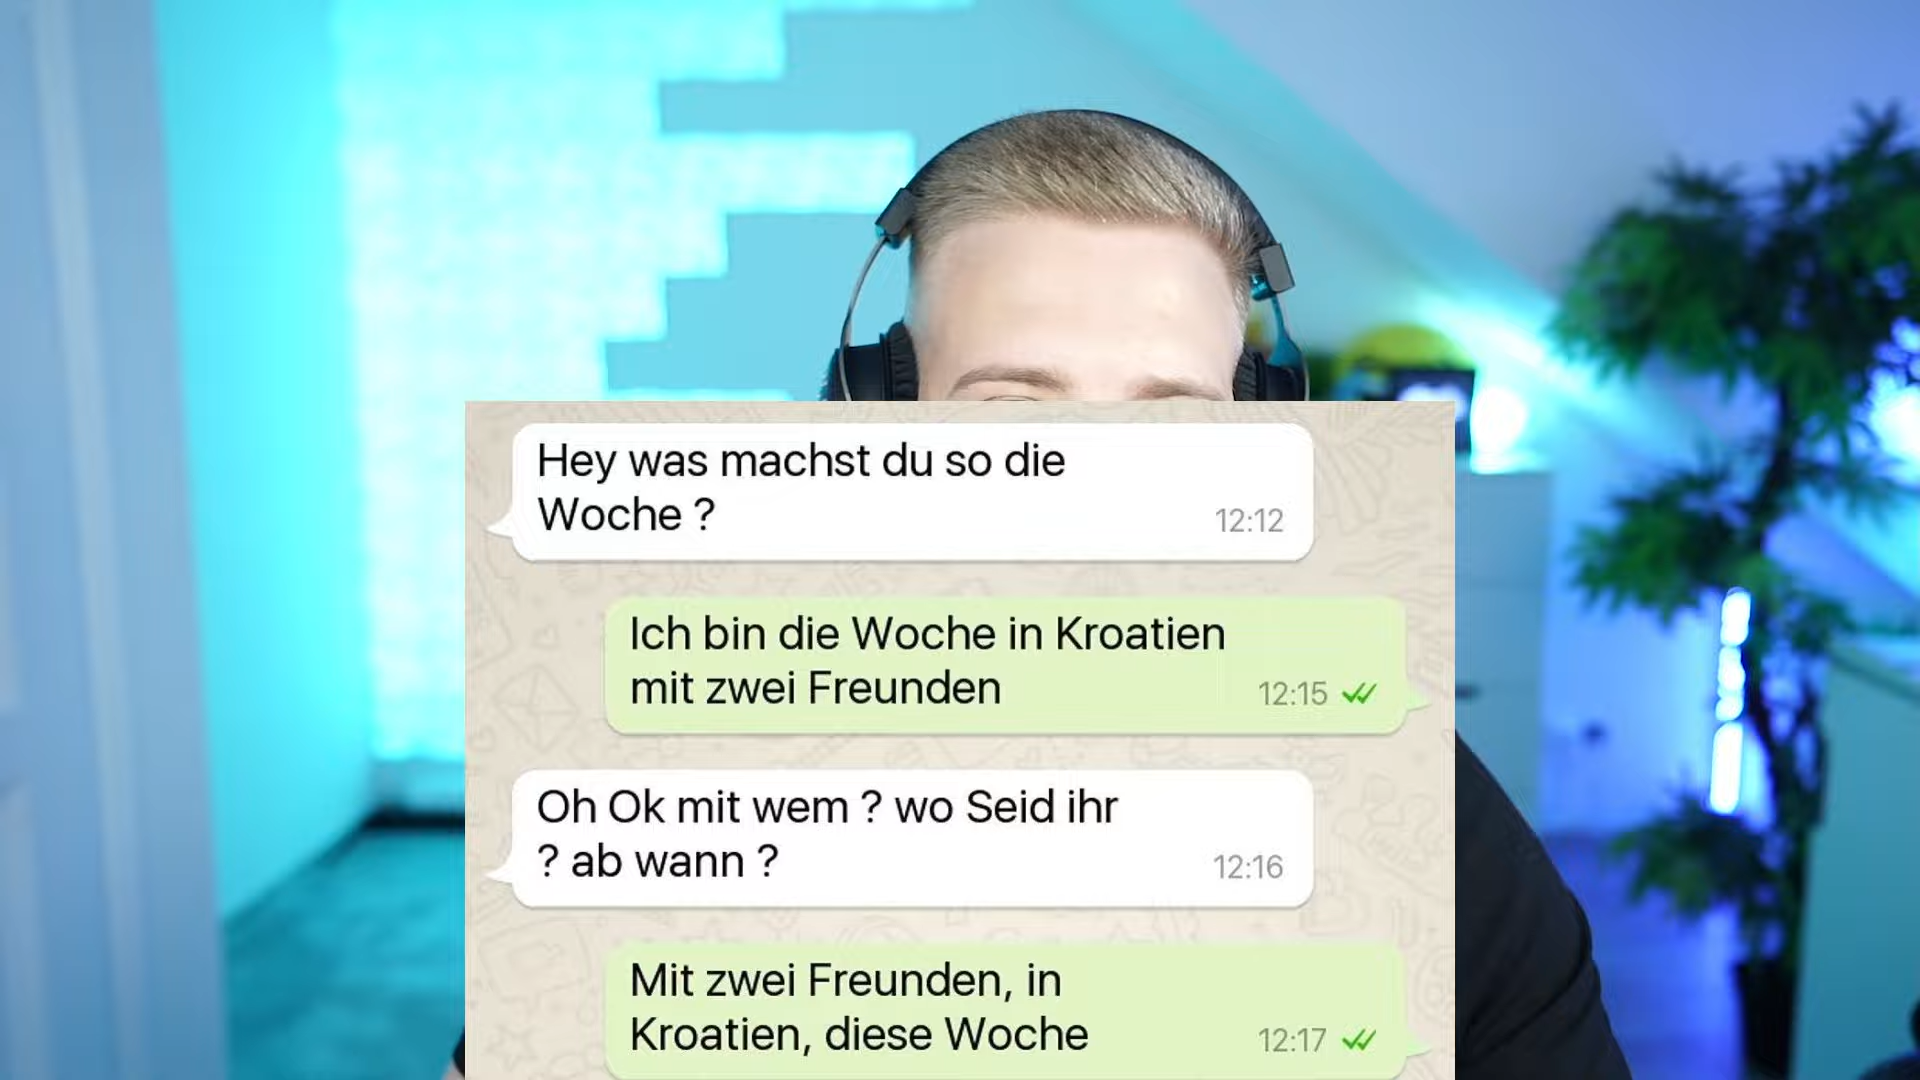 Hey was machst du so die
Woche ?
12:12
Ich bin die Woche in Kroatien
mit zwei Freunden
12:15
Oh Ok mit wem ? wo Seid ihr
? ab wann ?
12:16
Mit zwei Freunden, in
Kroatien, diese Woche
12:17